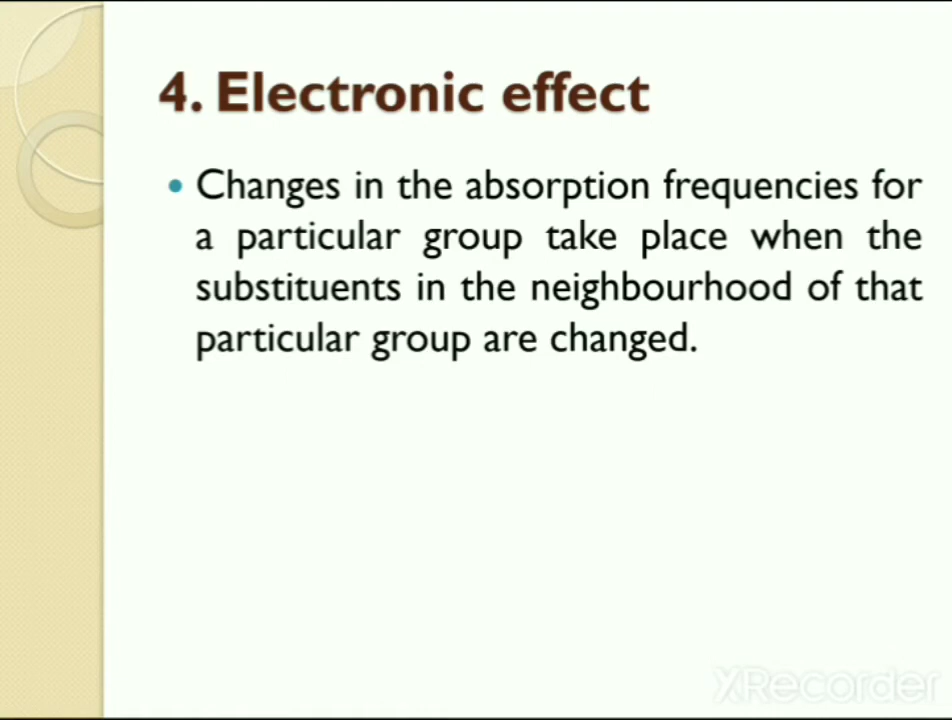 4. Electronic effect
• Changes in the absorption frequencies for
a particular group take place when the
substituents in the neighbourhood of that
particular group are changed.
XRecorder